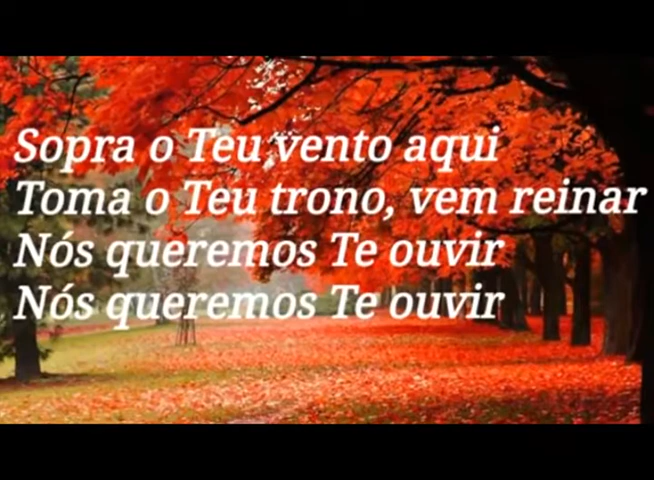 Sopra o Teu vento aqui
Toma o Teu trono, vem reinar
Nós queremos Te ouvir
Nós queremos Te ouvir